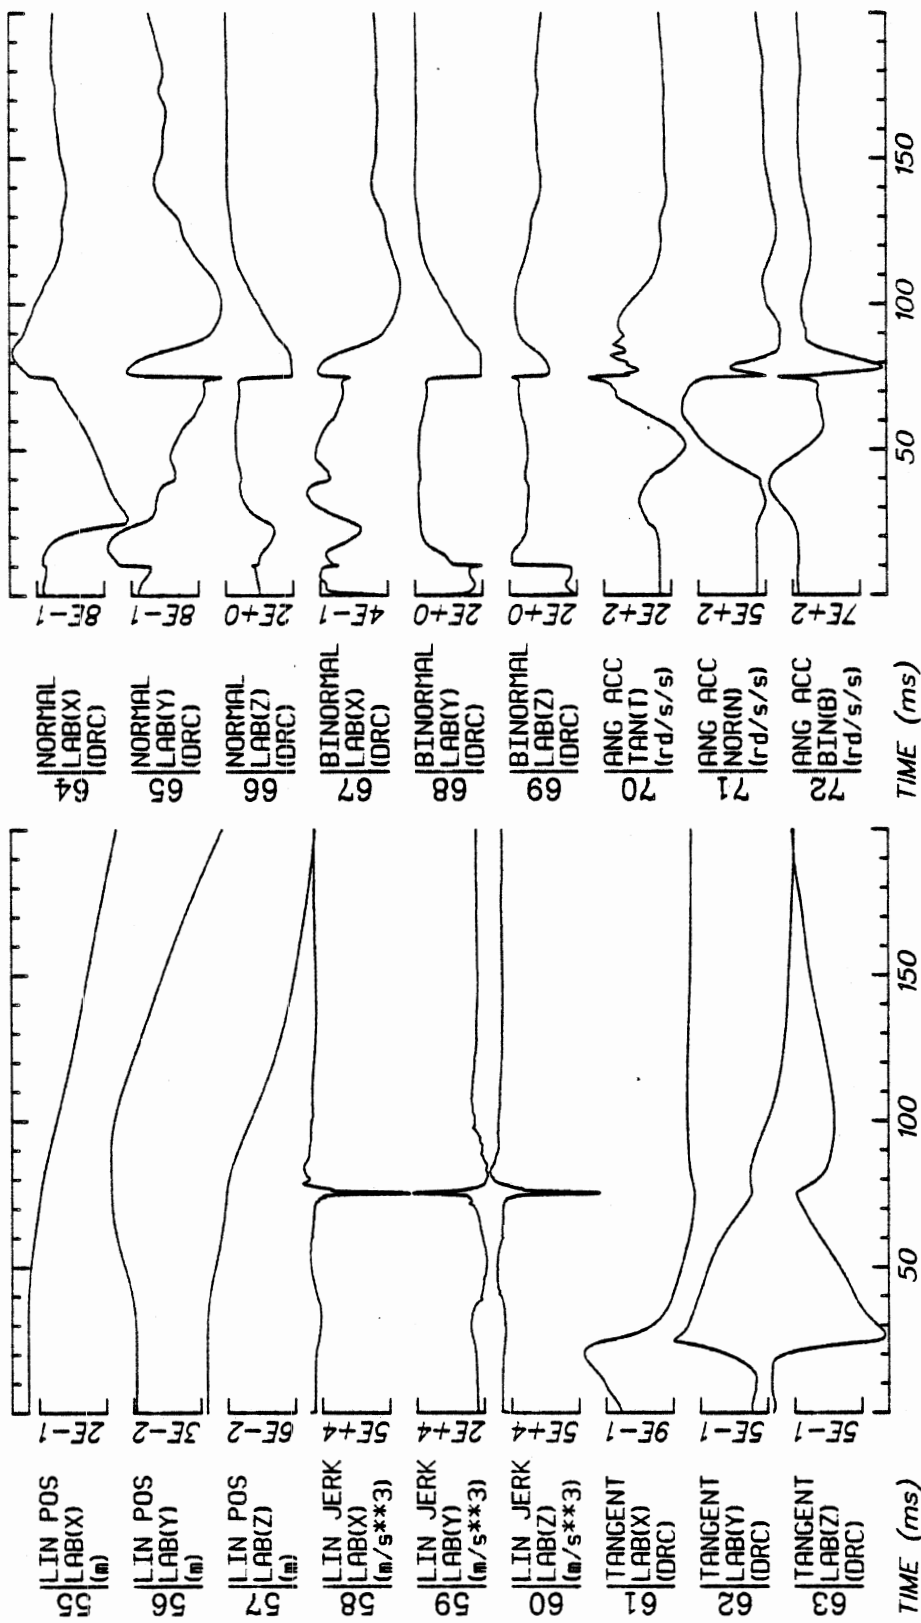 55
LIN POS
LAB(X)
(m)
2E-1
56
LIN POS
LAB(Y)
(m)
3E-2
57
LIN POS
LAB(Z)
(m)
6E-2
58
LIN JERK
LAB(X)
(m/s**3)
5E+4
59
LIN JERK
LAB(Y)
(m/s**3)
2E+4
60
LIN JERK
LAB(Z)
(m/s**3)
5E+4
61
TANGENT
LAB(X)
(DRC)
9E-1
62
TANGENT
LAB(Y)
(DRC)
5E-1
63
TANGENT
LAB(Z)
(DRC)
5E-1
50
100
150
TIME (ms)
64
NORMAL
LAB(X)
(DRC)
8E-1
65
NORMAL
LAB(Y)
(DRC)
8E-1
66
NORMAL
LAB(Z)
(DRC)
2E+0
67
BINORMAL
LAB(X)
(DRC)
4E-1
68
BINORMAL
LAB(Y)
(DRC)
2E+0
69
BINORMAL
LAB(Z)
(DRC)
2E+0
70
ANG ACC
TAN(T)
(rd/s/s)
2E+2
71
ANG ACC
NOR(N)
(rd/s/s)
5E+2
72
ANG ACC
BIN(B)
(rd/s/s)
7E+2
50
100
150
TIME (ms)